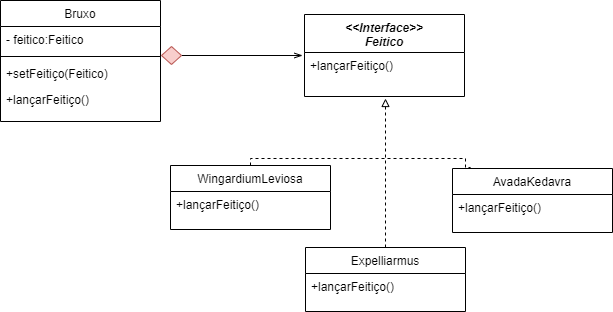 Bruxo
- feitico:Feitico
+setFeitiço(Feitico)
+lançarFeitiço()
<<Interface>>
Feitico
+lançarFeitiço()
WingardiumLeviosa
+lançarFeitiço()
AvadaKedavra
+lançarFeitiço()
Expelliarmus
+lançarFeitiço()